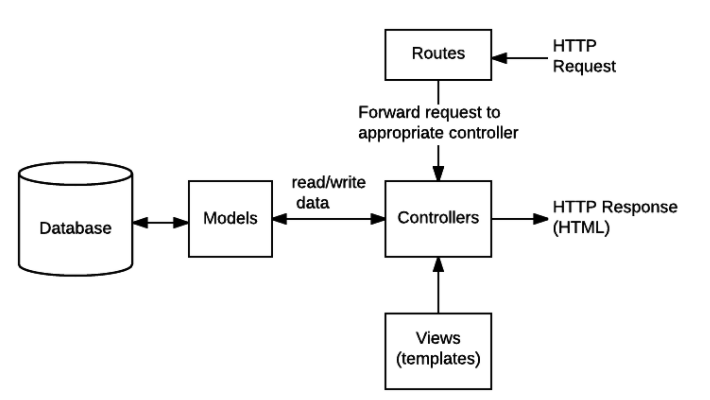 Routes
HTTP
Request
Forward request to
appropriate controller
read/write
data
Database
Models
Controllers
HTTP Response
(HTML)
Views
(templates)